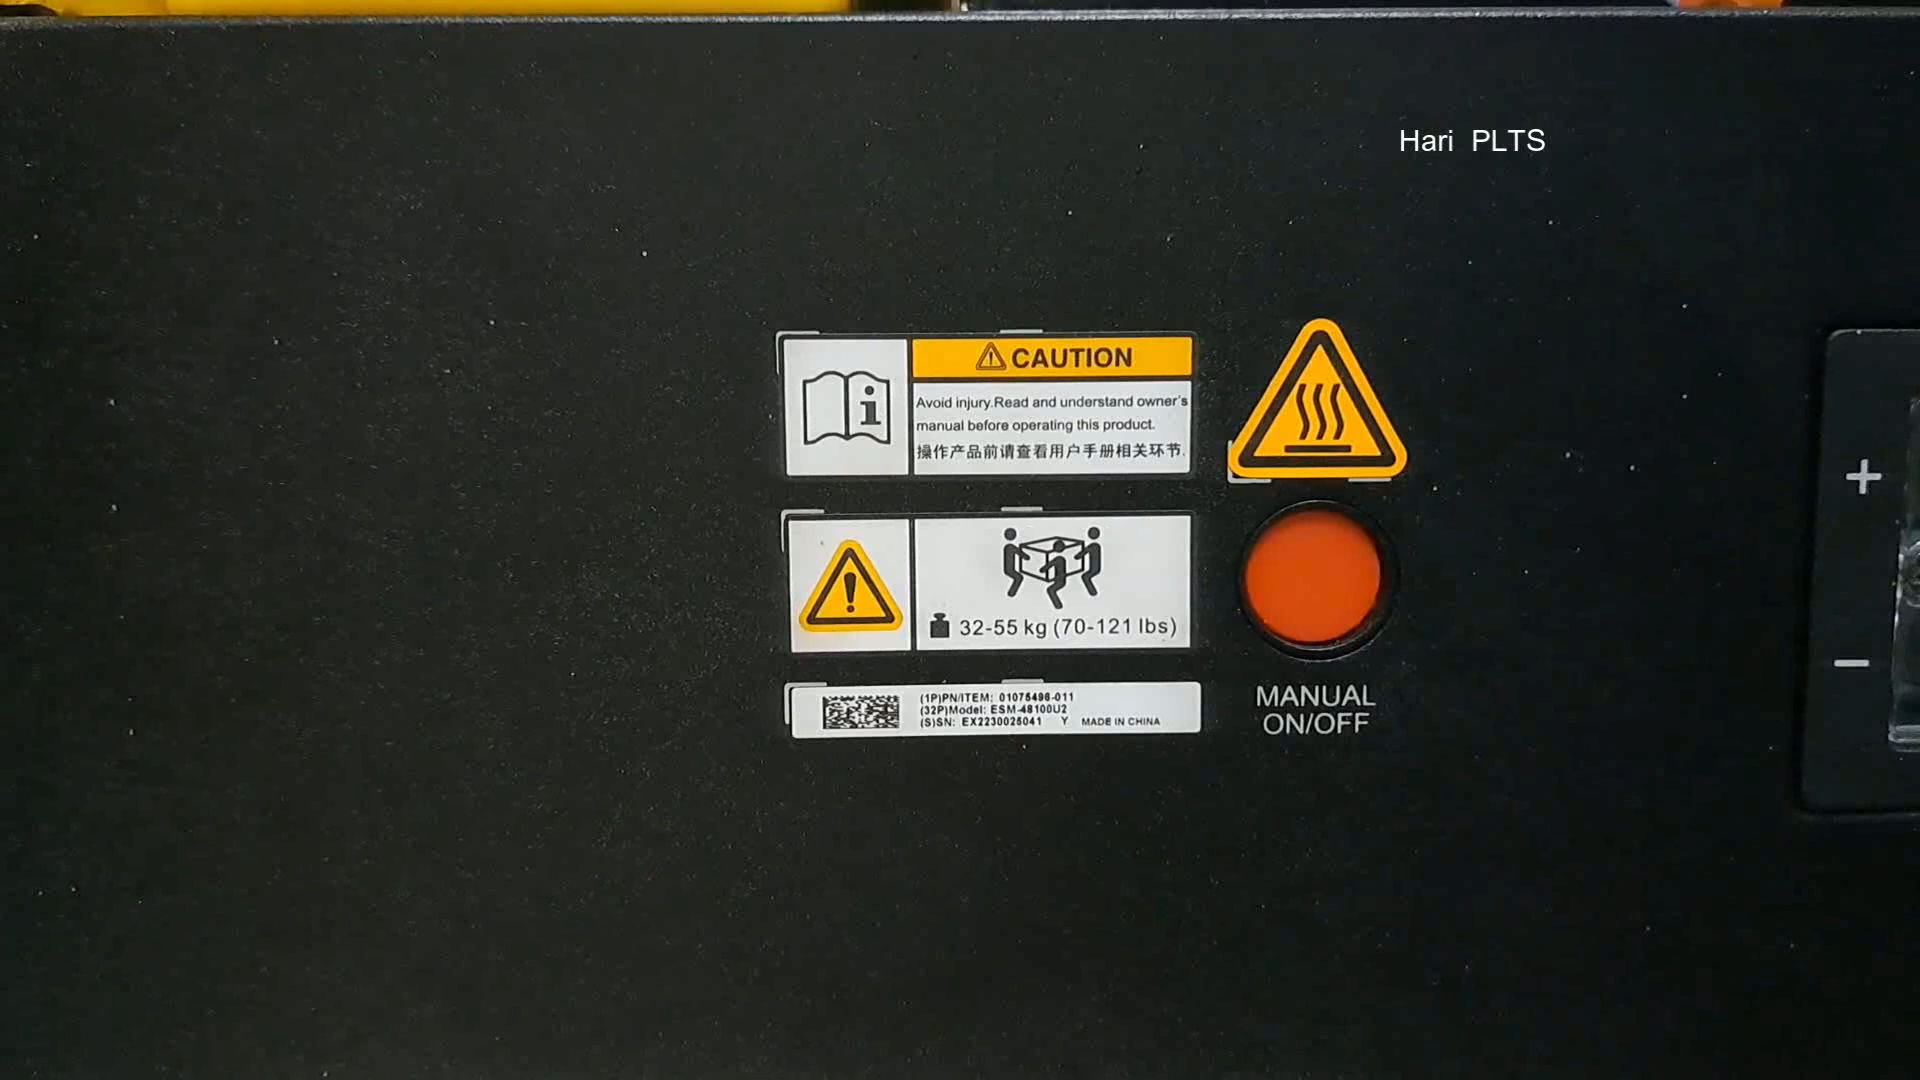 Hari PLTS
CAUTION
Avoid injury.Read and understand owner's
manual before operating this product.
操作产品前请查看用户手册相关环节.
32-55 kg (70-121 lbs)
(1P)PN/ITEM: 01075498-011
(32P)Model: ESM-48100U2
(S)SN: EX2230025041 Y MADE IN CHINA
MANUAL
ON/OFF
+
−